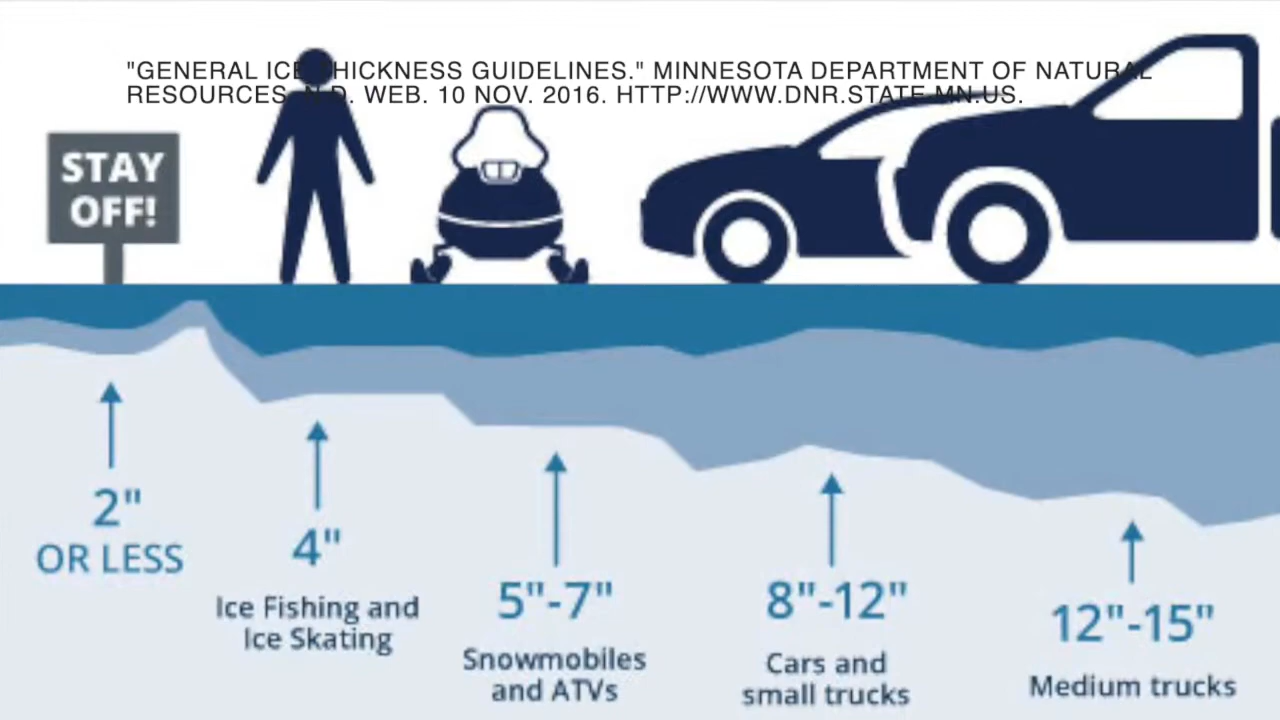 "GENERAL ICE THICKNESS GUIDELINES." MINNESOTA DEPARTMENT OF NATURAL
RESOURCES, N.D. WEB. 10 NOV. 2016. HTTP://WWW.DNR.STATE.MN.US.
STAY
OFF!
2"
OR LESS
4"
Ice Fishing and
Ice Skating
5"-7"
Snowmobiles
and ATVs
8"-12"
Cars and
small trucks
12"-15"
Medium trucks